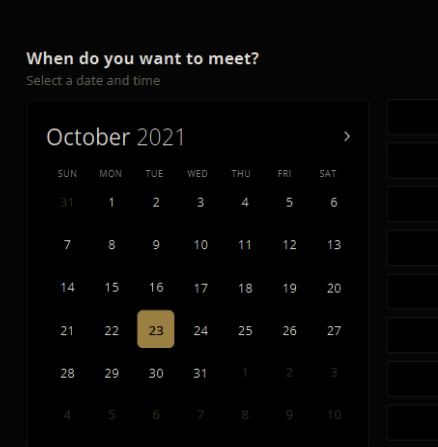 When do you want to meet?
Select a date and time
October 2021
SUN MON TUE WED THU FRI SAT
31 1 2 3 4 5 6
7 8 9 10 11 12 13
14 15 16 17 18 19 20
21 22 23 24 25 26 27
28 29 30 31 1 2 3
4 5 6 7 8 9 10